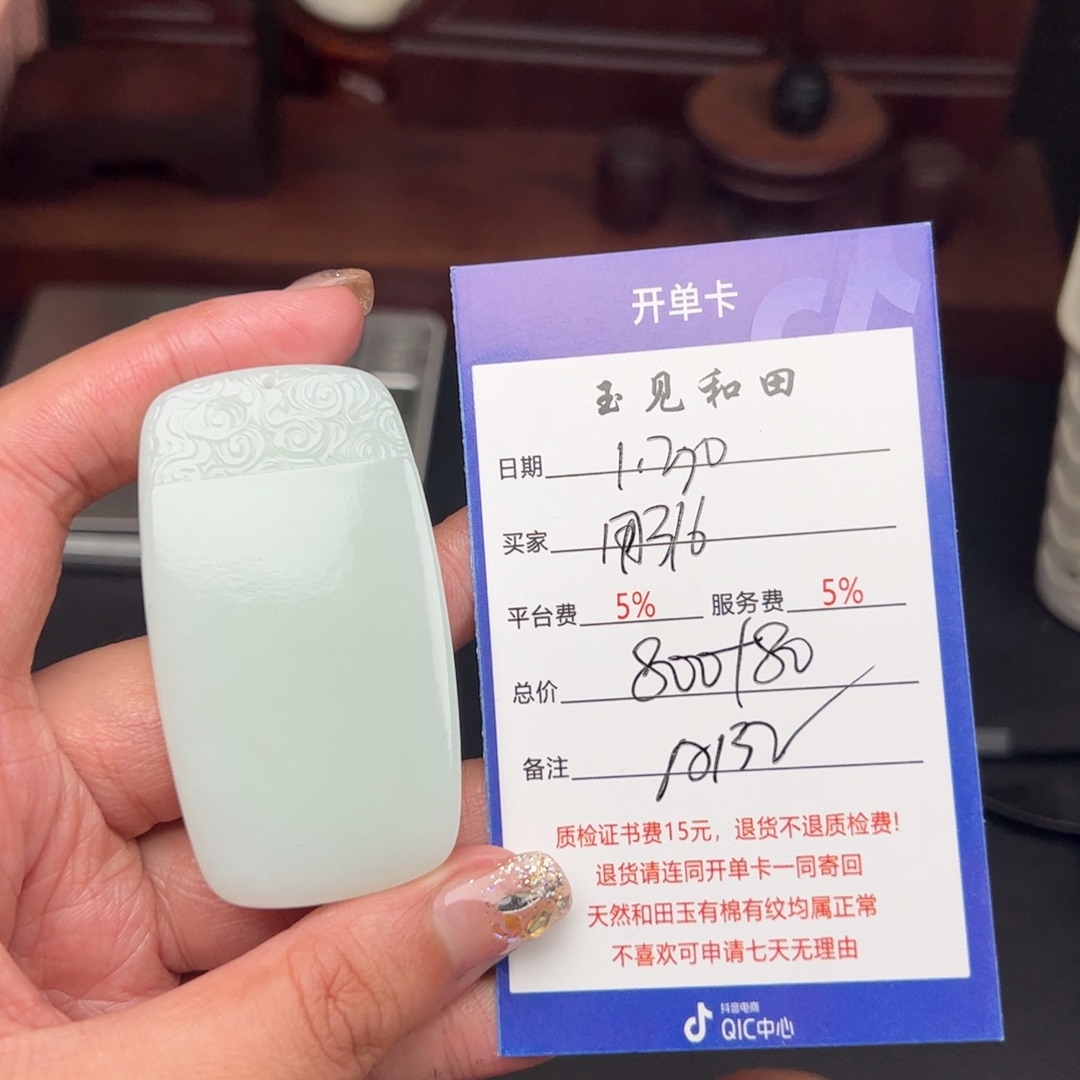 开单卡
玉见和田
日期
买家 用316
平台费 5% 服务费 5%
总价 800+80
备注
质检证书费15元，退货不退质检费！
退货请连同开单卡一同寄回
天然和田玉有棉有纹均属正常
不喜欢可申请七天无理由
抖音电商
QIC中心